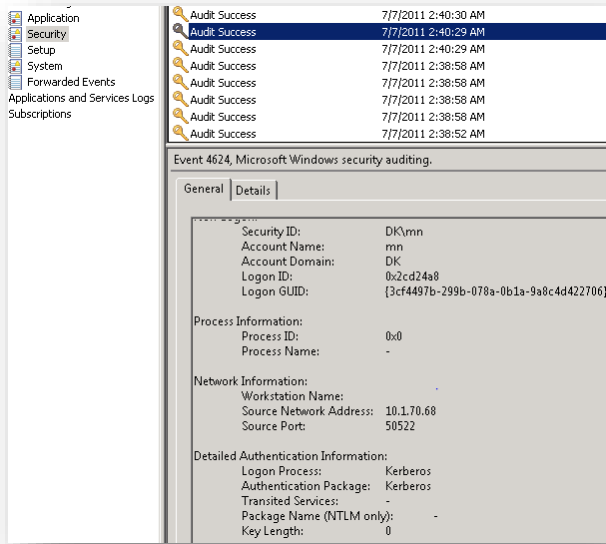 Application
Security
Setup
System
Forwarded Events
Applications and Services Logs
Subscriptions
Audit Success 7/7/2011 2:40:30 AM
Audit Success 7/7/2011 2:40:29 AM
Audit Success 7/7/2011 2:40:29 AM
Audit Success 7/7/2011 2:38:58 AM
Audit Success 7/7/2011 2:38:58 AM
Audit Success 7/7/2011 2:38:58 AM
Audit Success 7/7/2011 2:38:58 AM
Audit Success 7/7/2011 2:38:52 AM
Event 4624, Microsoft Windows security auditing.
General Details
Security ID: DK\mn
Account Name: mn
Account Domain: DK
Logon ID: 0x2cd24a8
Logon GUID: {3cf4497b-299b-078a-0b1a-9a8c4d422706}
Process Information:
Process ID: 0x0
Process Name: -
Network Information:
Workstation Name:
Source Network Address: 10.1.70.68
Source Port: 50522
Detailed Authentication Information:
Logon Process: Kerberos
Authentication Package: Kerberos
Transited Services: -
Package Name (NTLM only): -
Key Length: 0